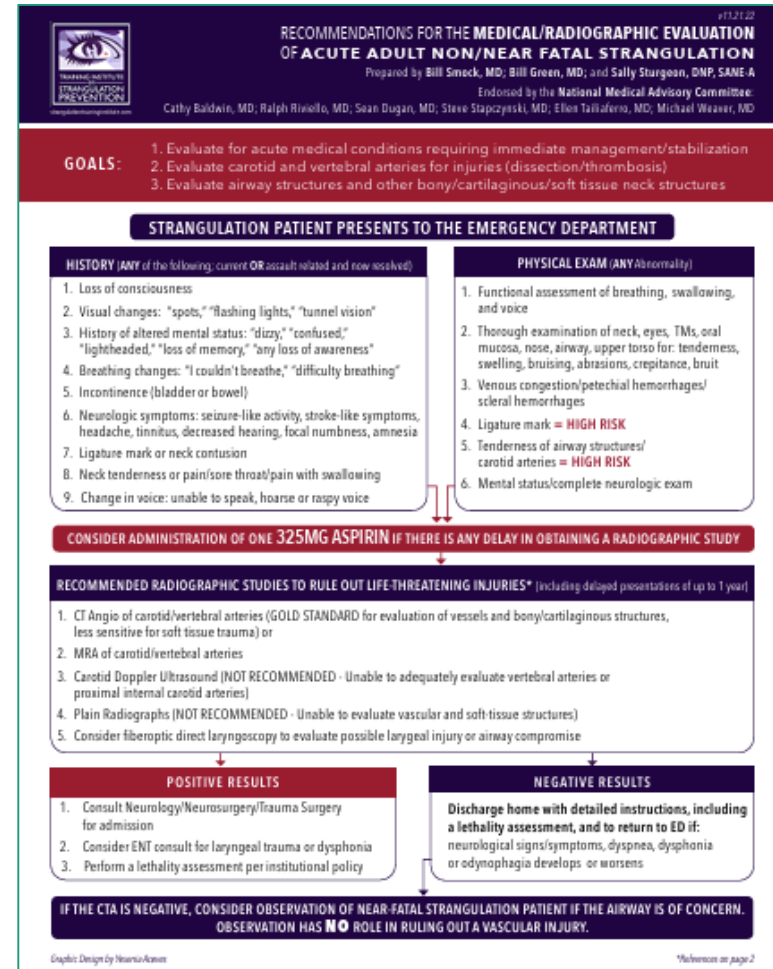 v11.21.22
RECOMMENDATIONS FOR THE MEDICAL/RADIOGRAPHIC EVALUATION
OF ACUTE ADULT NON/NEAR FATAL STRANGULATION
Prepared by Bill Smock, MD; Bill Green, MD; and Sally Sturgeon, DNP, SANE-A
Endorsed by the National Medical Advisory Committee:
Cathy Baldwin, MD; Ralph Riviello, MD; Sean Dugan, MD; Steve Stapczynski, MD; Ellen Taliaferro, MD; Michael Weaver, MD
TRAINING INSTITUTE
ON
STRANGULATION
PREVENTION
strangulationtraininginstitute.com
GOALS:
1. Evaluate for acute medical conditions requiring immediate management/stabilization
2. Evaluate carotid and vertebral arteries for injuries (dissection/thrombosis)
3. Evaluate airway structures and other bony/cartilaginous/soft tissue neck structures
STRANGULATION PATIENT PRESENTS TO THE EMERGENCY DEPARTMENT
HISTORY (ANY of the following; current OR assault related and now resolved)
1. Loss of consciousness
2. Visual changes: "spots," "flashing lights," "tunnel vision"
3. History of altered mental status: "dizzy," "confused,"
"lightheaded," "loss of memory," "any loss of awareness"
4. Breathing changes: "I couldn't breathe," "difficulty breathing"
5. Incontinence (bladder or bowel)
6. Neurologic symptoms: seizure-like activity, stroke-like symptoms,
headache, tinnitus, decreased hearing, focal numbness, amnesia
7. Ligature mark or neck contusion
8. Neck tenderness or pain/sore throat/pain with swallowing
9. Change in voice: unable to speak, hoarse or raspy voice
PHYSICAL EXAM (ANY Abnormality)
1. Functional assessment of breathing, swallowing,
and voice
2. Thorough examination of neck, eyes, TMs, oral
mucosa, nose, airway, upper torso for: tenderness,
swelling, bruising, abrasions, crepitance, bruit
3. Venous congestion/petechial hemorrhages/
scleral hemorrhages
4. Ligature mark = HIGH RISK
5. Tenderness of airway structures/
carotid arteries = HIGH RISK
6. Mental status/complete neurologic exam
CONSIDER ADMINISTRATION OF ONE 325MG ASPIRIN IF THERE IS ANY DELAY IN OBTAINING A RADIOGRAPHIC STUDY
RECOMMENDED RADIOGRAPHIC STUDIES TO RULE OUT LIFE-THREATENING INJURIES* (including delayed presentations of up to 1 year)
1. CT Angio of carotid/vertebral arteries (GOLD STANDARD for evaluation of vessels and bony/cartilaginous structures,
less sensitive for soft tissue trauma) or
2. MRA of carotid/vertebral arteries
3. Carotid Doppler Ultrasound (NOT RECOMMENDED - Unable to adequately evaluate vertebral arteries or
proximal internal carotid arteries)
4. Plain Radiographs (NOT RECOMMENDED - Unable to evaluate vascular and soft-tissue structures)
5. Consider fiberoptic direct laryngoscopy to evaluate possible laryngeal injury or airway compromise
POSITIVE RESULTS
1. Consult Neurology/Neurosurgery/Trauma Surgery
for admission
2. Consider ENT consult for laryngeal trauma or dysphonia
3. Perform a lethality assessment per institutional policy
NEGATIVE RESULTS
Discharge home with detailed instructions, including
a lethality assessment, and to return to ED if:
neurological signs/symptoms, dyspnea, dysphonia
or odynophagia develops or worsens
IF THE CTA IS NEGATIVE, CONSIDER OBSERVATION OF NEAR-FATAL STRANGULATION PATIENT IF THE AIRWAY IS OF CONCERN.
OBSERVATION HAS NO ROLE IN RULING OUT A VASCULAR INJURY.
Graphic Design by Yesenia Aceves
*References on page 2